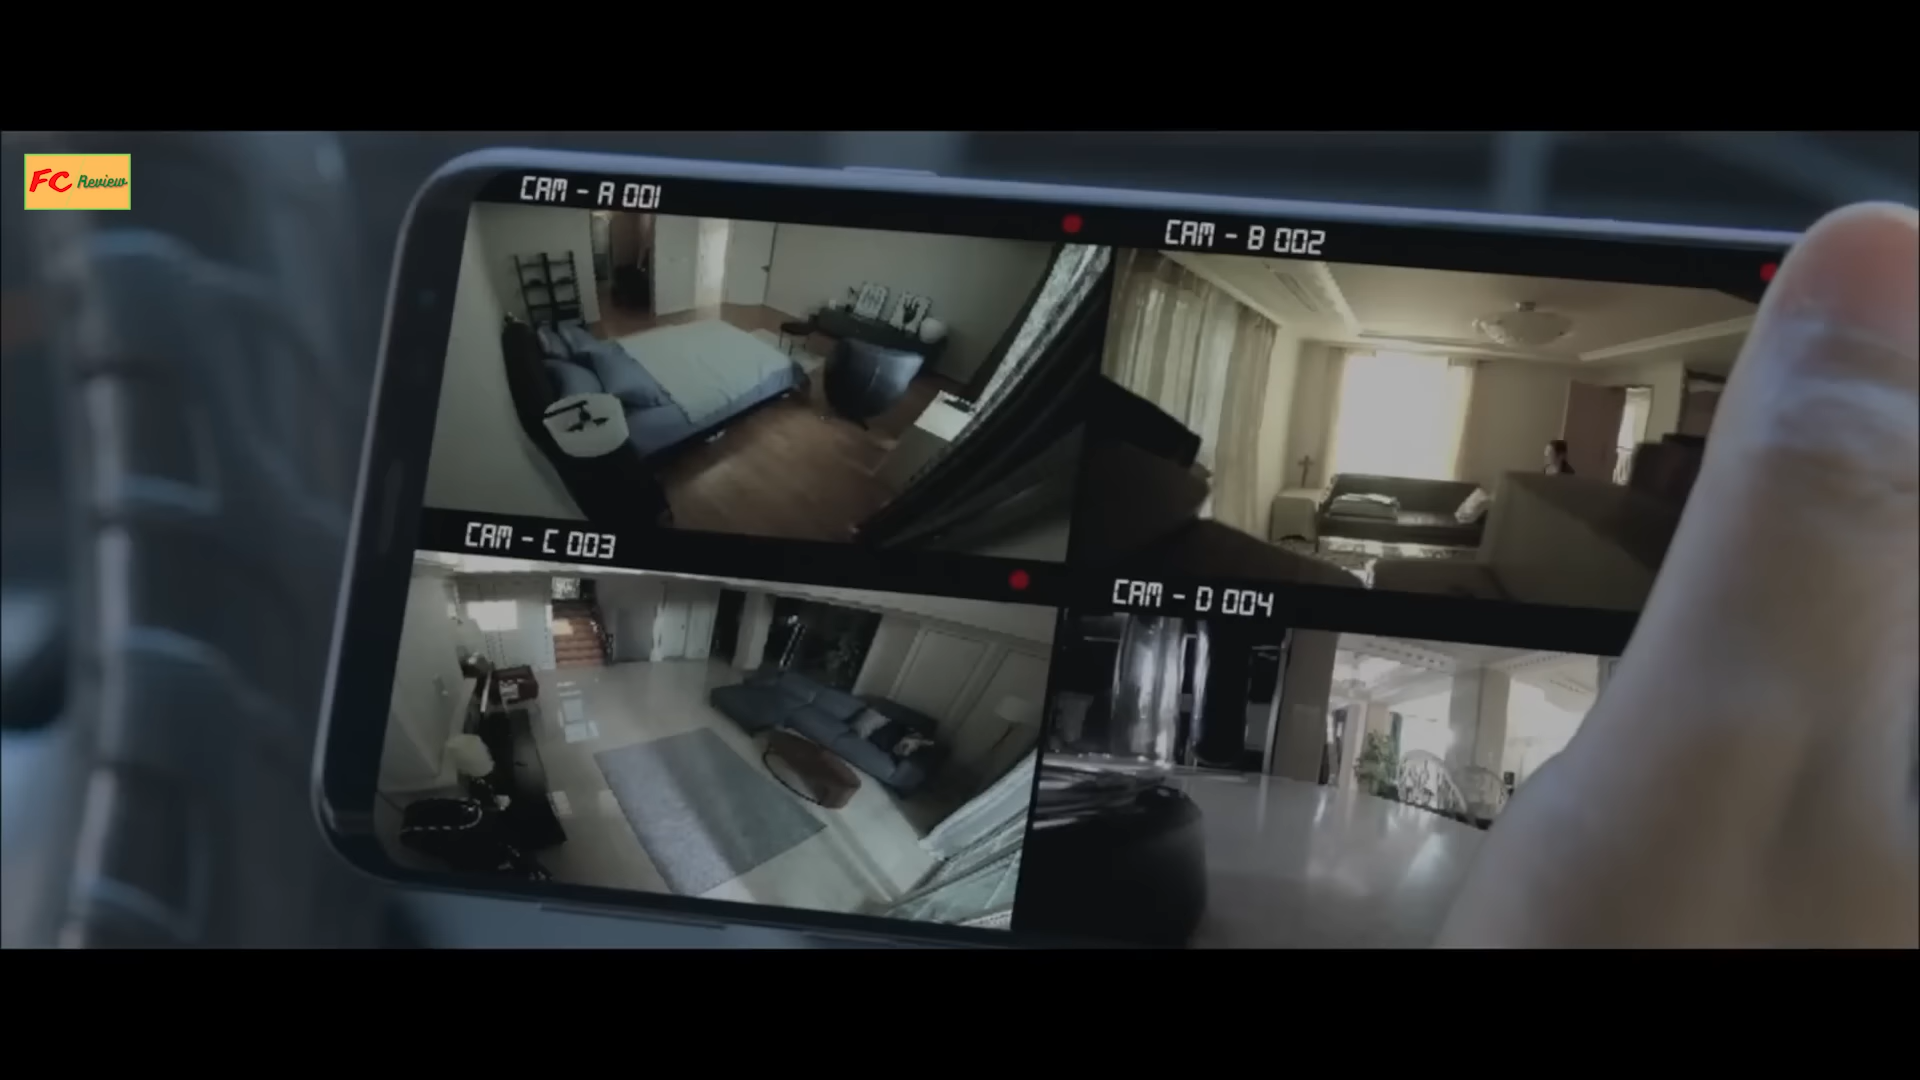 FC Review
CAM - A 001
CAM - B 002
CAM - C 003
CAM - D 004